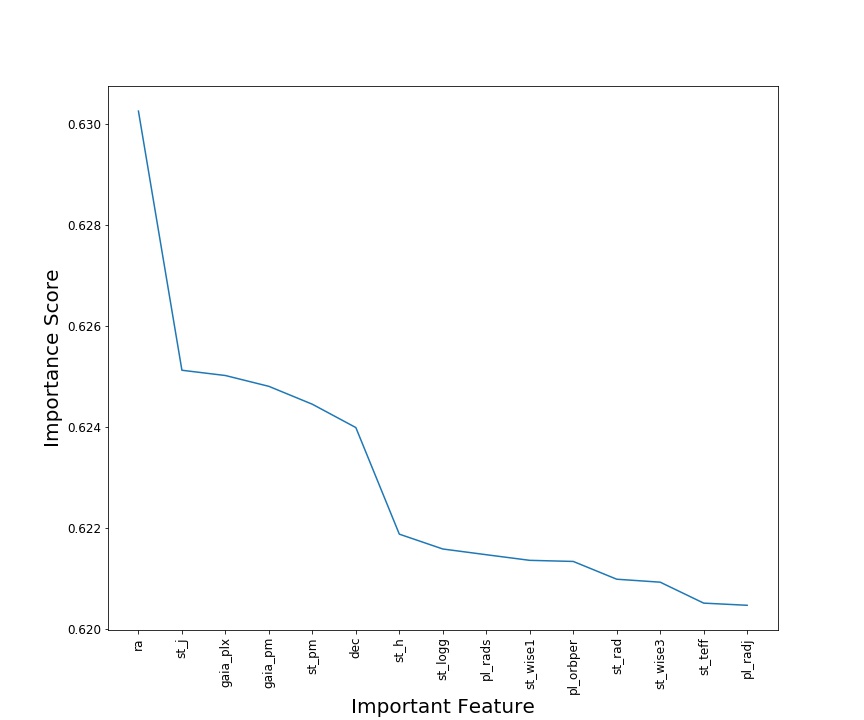 0.630
0.628
0.626
0.624
0.622
0.620
Importance Score
ra
st_j
gaia_plx
gaia_pm
st_pm
dec
st_h
st_logg
pl_rads
st_wise1
pl_orbper
st_rad
st_wise3
st_teff
pl_radj
Important Feature